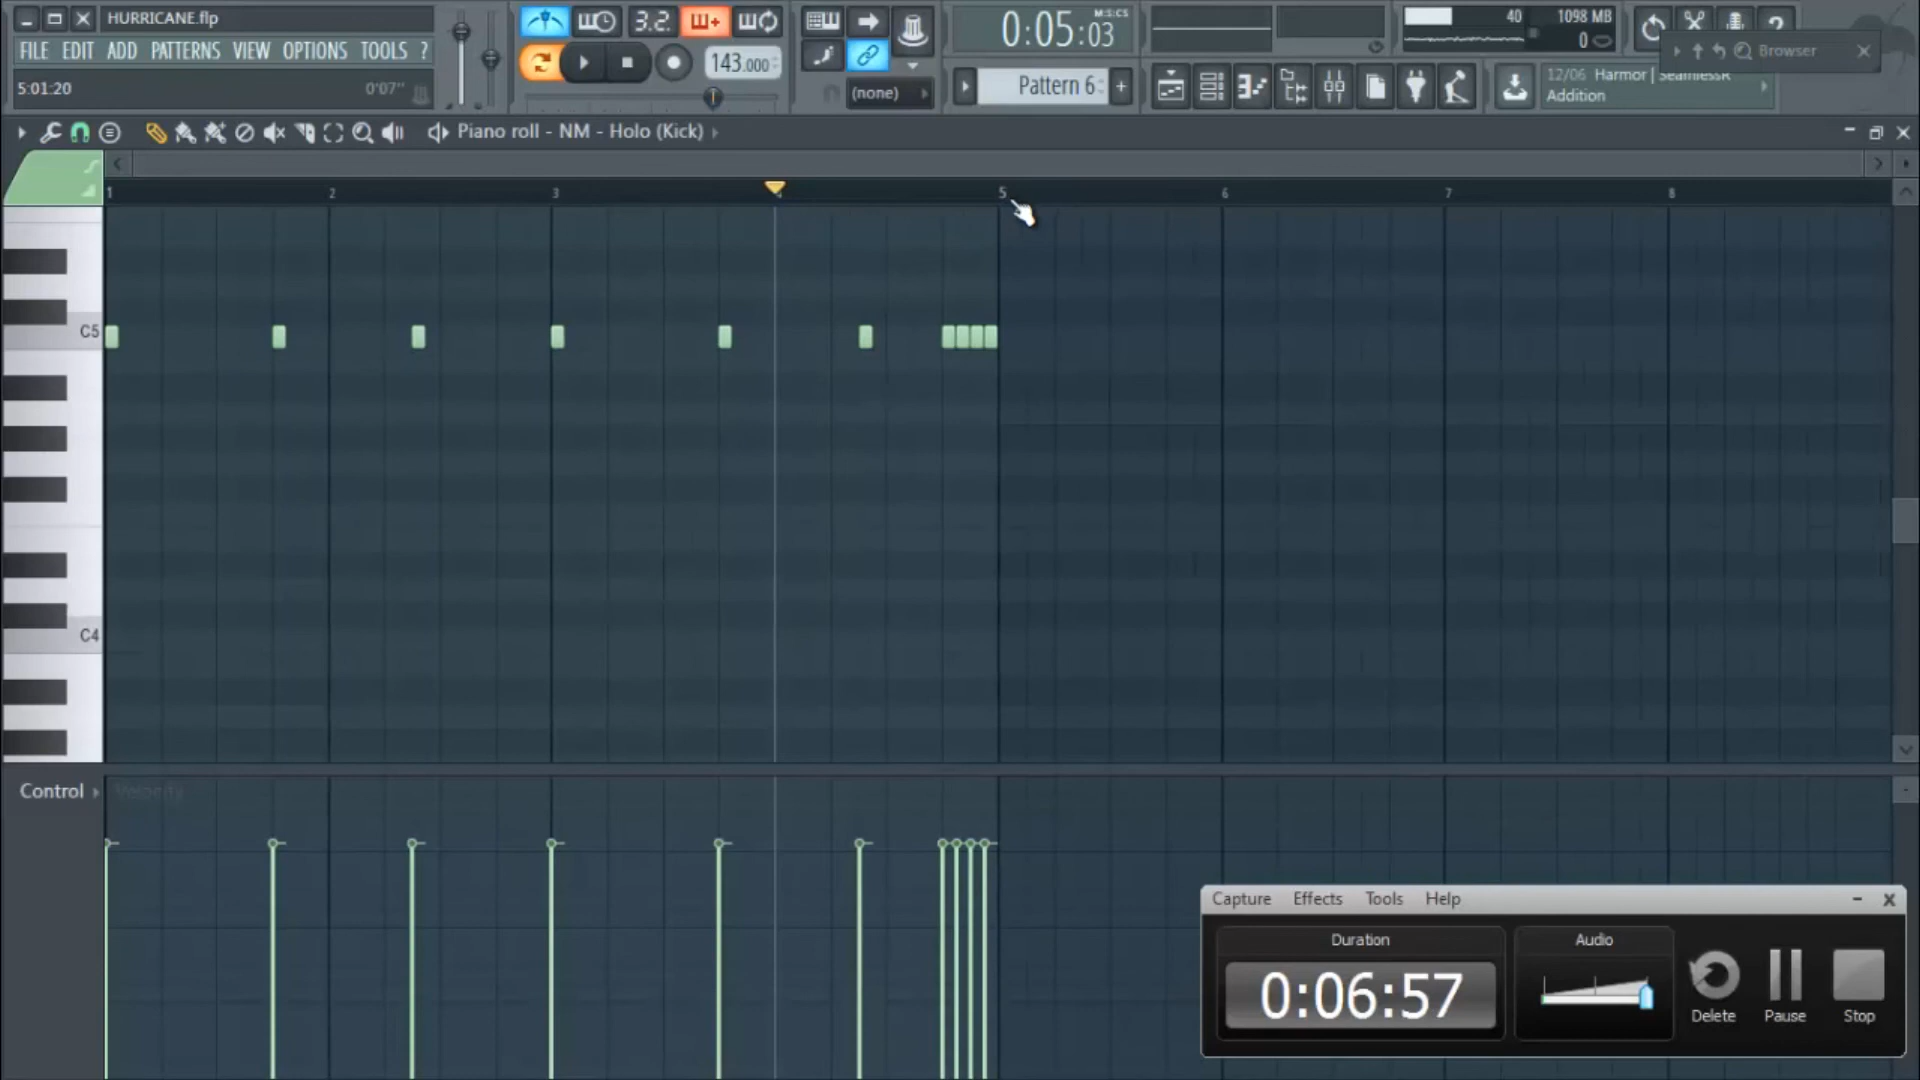 HURRICANE.flp
FILE EDIT ADD PATTERNS VIEW OPTIONS TOOLS ?
5:01:20 0'07"
3.2.
143.000
(none)
0:05:03
M:S:CS
Pattern 6 +
40 1098 MB
0
?
Browser
12/06 Harmor | SeamlessR
Addition
Piano roll - NM - Holo (Kick)
1 2 3 4 5 6 7 8
C5
C4
Control
Velocity
Capture Effects Tools Help
Duration
0:06:57
Audio
Delete
Pause
Stop